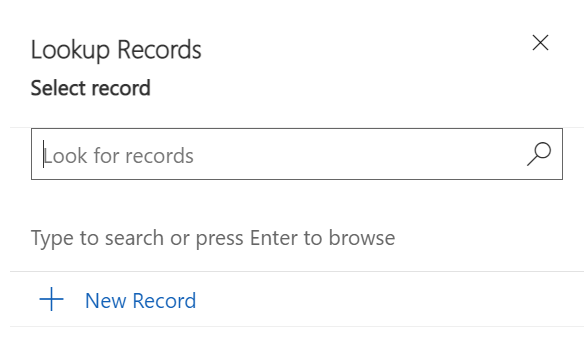 Lookup Records
Select record
Look for records
Type to search or press Enter to browse
New Record